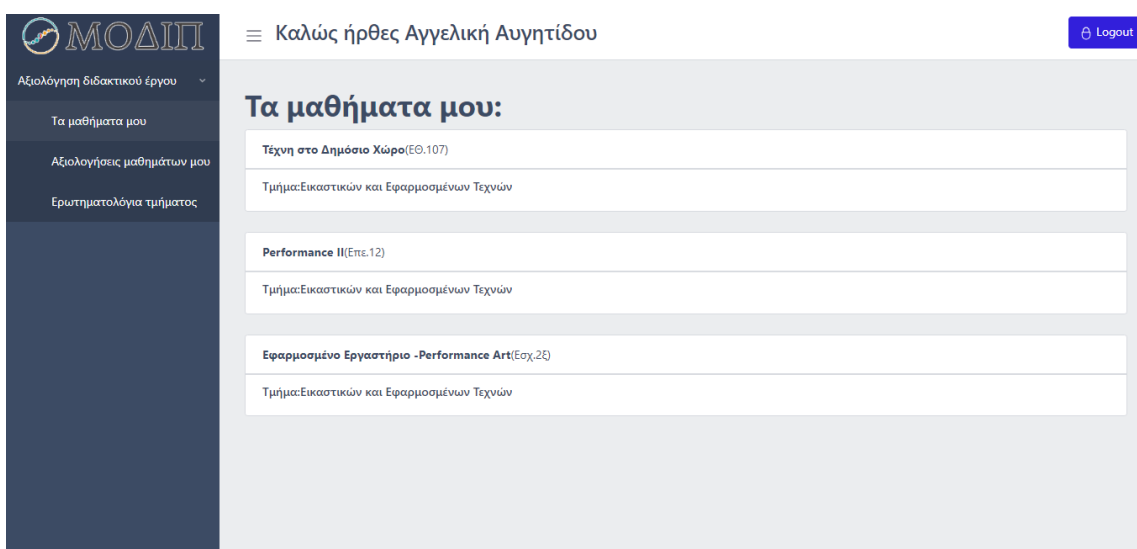 ΜΟΔΙΠ
Καλώς ήρθες Αγγελική Αυγητίδου
Logout
Αξιολόγηση διδακτικού έργου
Τα μαθήματα μου
Αξιολογήσεις μαθημάτων μου
Ερωτηματολόγια τμήματος
Τα μαθήματα μου:
Τέχνη στο Δημόσιο Χώρο(ΕΘ.107)
Τμήμα:Εικαστικών και Εφαρμοσμένων Τεχνών
Performance II(Επε.12)
Τμήμα:Εικαστικών και Εφαρμοσμένων Τεχνών
Εφαρμοσμένο Εργαστήριο -Performance Art(Εσχ.2ξ)
Τμήμα:Εικαστικών και Εφαρμοσμένων Τεχνών